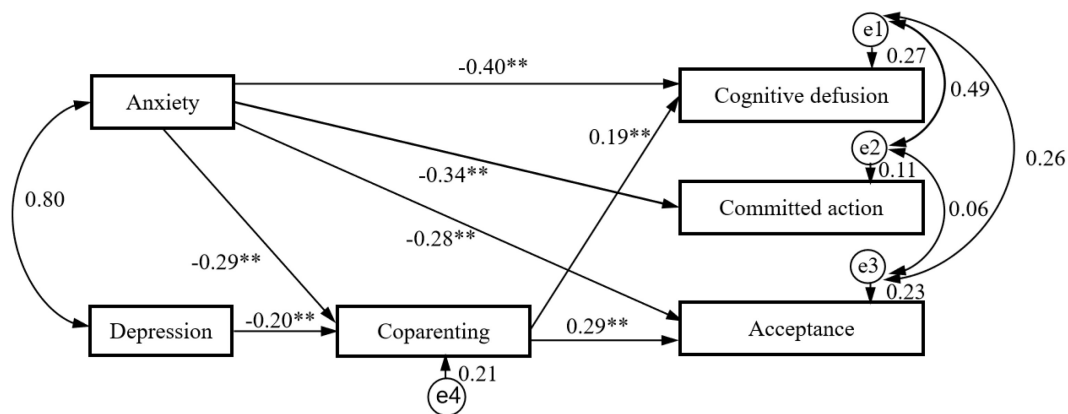 e1
-0.40**
0.27
Anxiety
Cognitive defusion
0.49
0.19**
e2
0.26
-0.34**
0.11
0.80
Committed action
0.06
-0.28**
-0.29**
e3
0.23
Depression
-0.20**
Coparenting
0.29**
Acceptance
0.21
e4